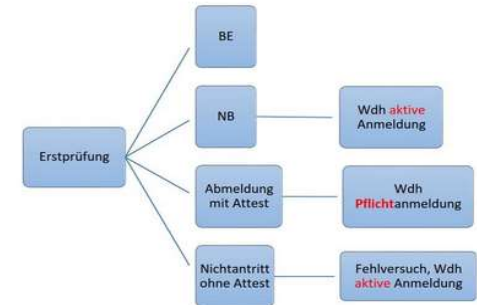 Erstprüfung
BE
NB
Wdh aktive
Anmeldung
Abmeldung
mit Attest
Wdh
Pflichtanmeldung
Nichtantritt
ohne Attest
Fehlversuch, Wdh
aktive Anmeldung